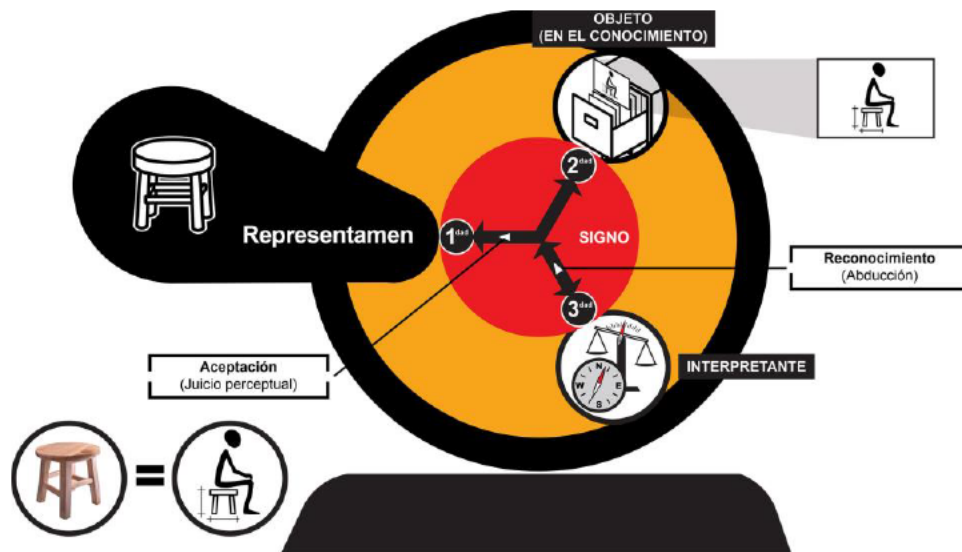 OBJETO
(EN EL CONOCIMIENTO)
2dad
Representamen
1dad
SIGNO
Reconocimiento
(Abducción)
3dad
Aceptación
(Juicio perceptual)
INTERPRETANTE
N
W
E
S
=